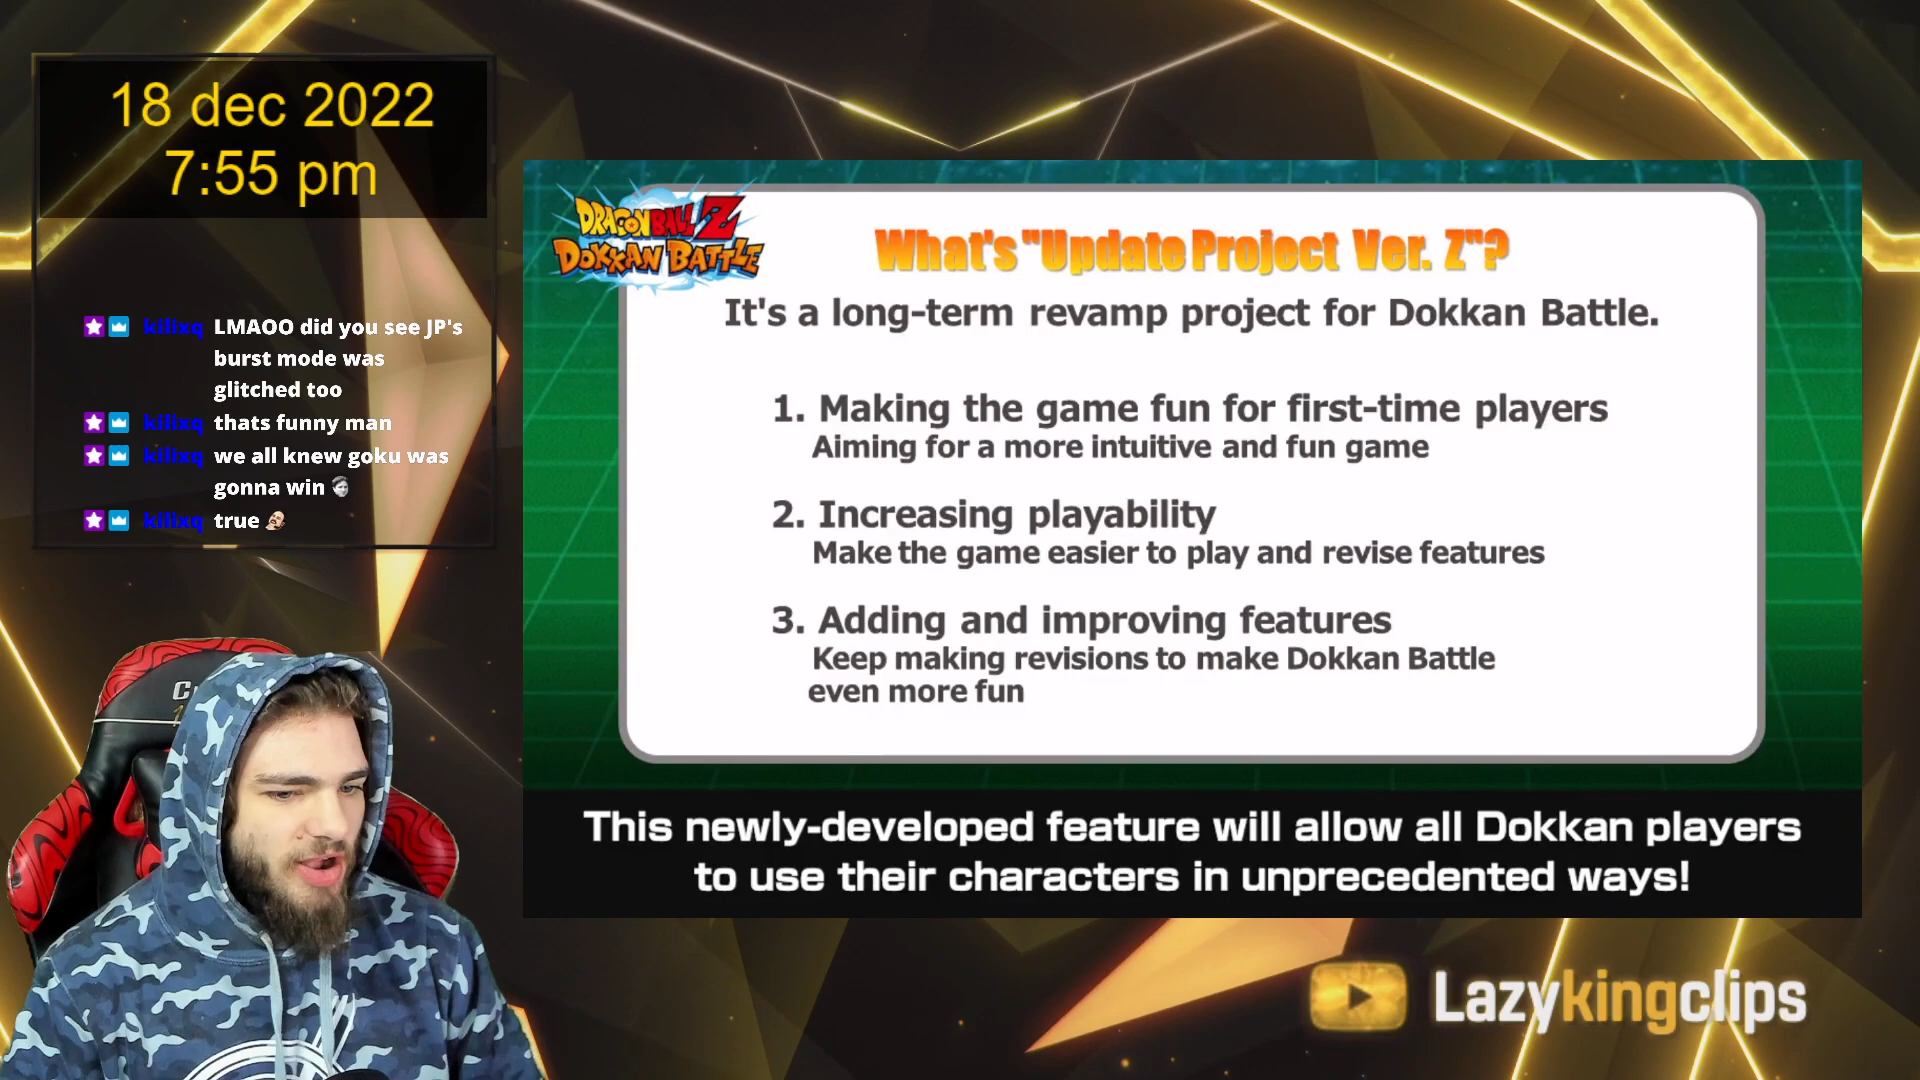 18 dec 2022
7:55 pm
kilixq LMAOO did you see JP's
burst mode was
glitched too
kilixq thats funny man
kilixq we all knew goku was
gonna win
kilixq true
DRAGON BALL Z
DOKKAN BATTLE
What's "Update Project Ver. Z"?
It's a long-term revamp project for Dokkan Battle.
1. Making the game fun for first-time players
Aiming for a more intuitive and fun game
2. Increasing playability
Make the game easier to play and revise features
3. Adding and improving features
Keep making revisions to make Dokkan Battle
even more fun
This newly-developed feature will allow all Dokkan players
to use their characters in unprecedented ways!
Lazykingclips